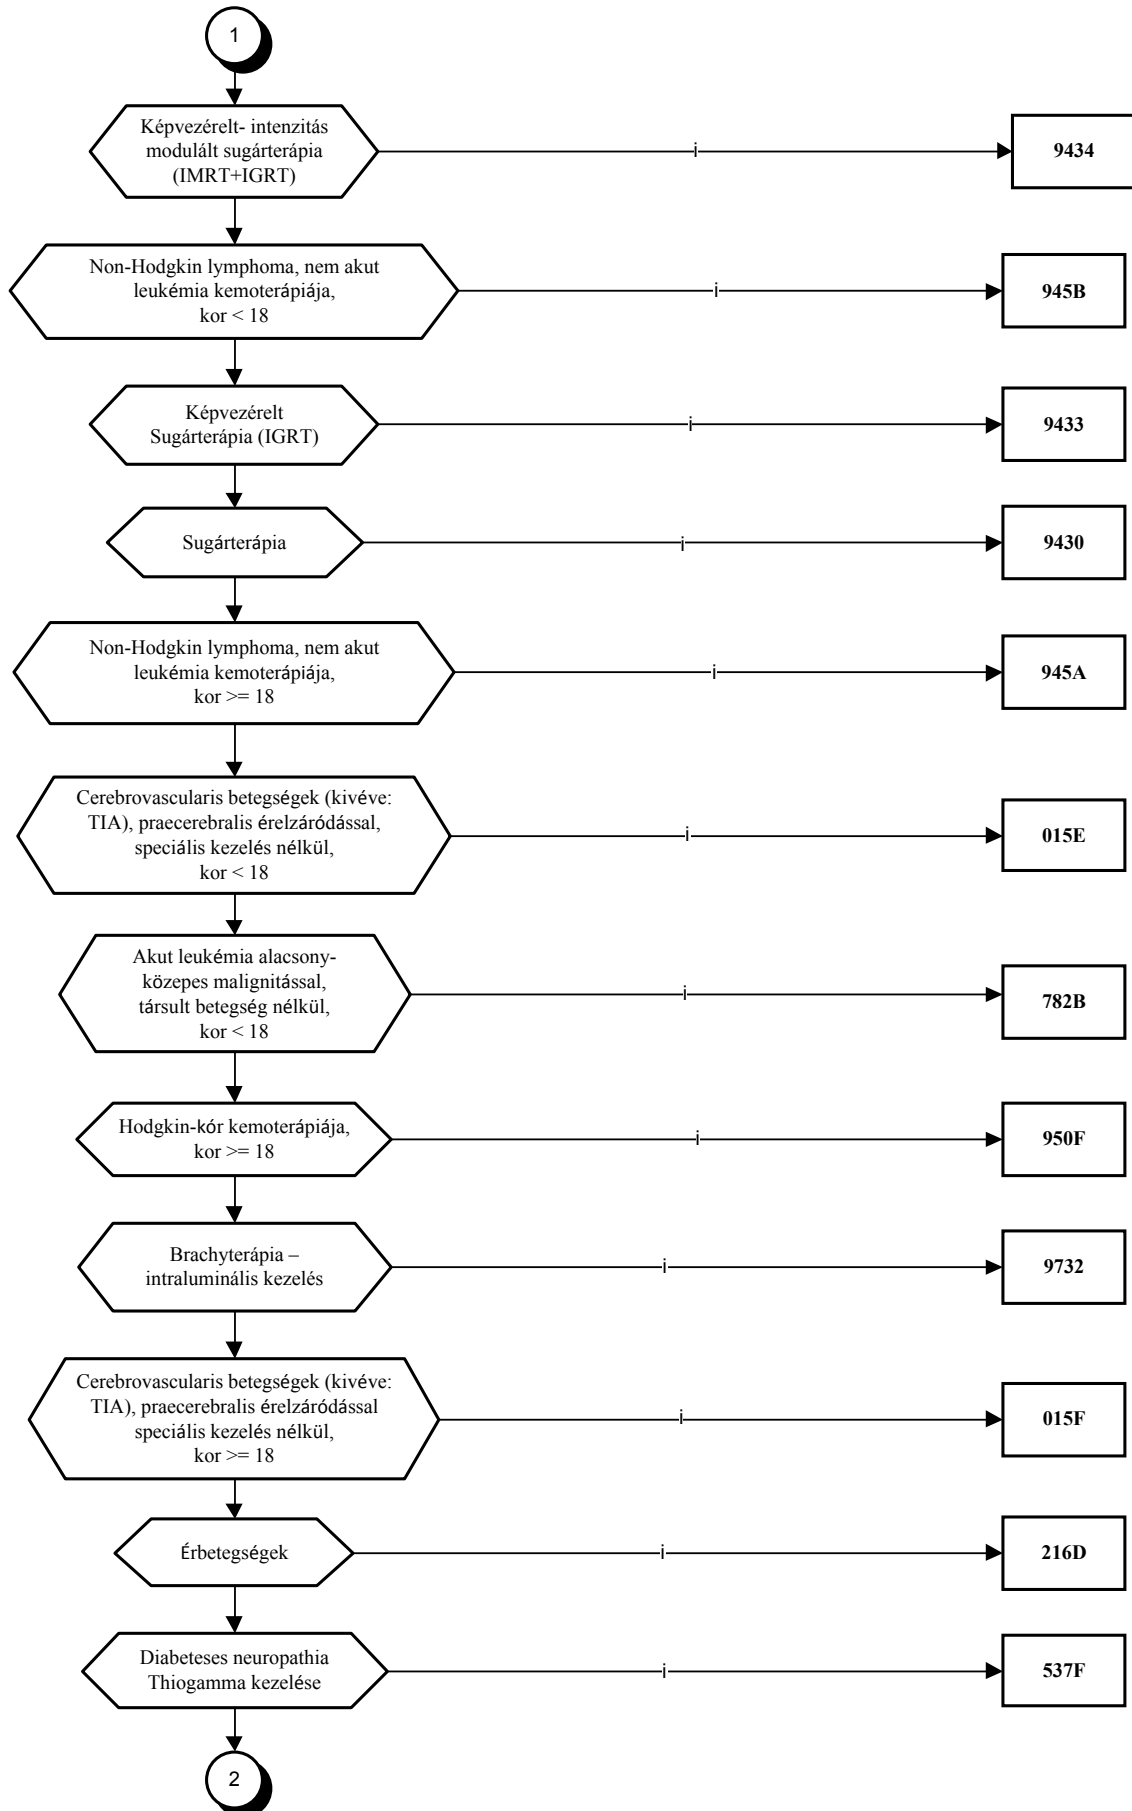 1
Képvezérelt- intenzitás
modulált sugárterápia
(IMRT+IGRT)
i
9434
Non-Hodgkin lymphoma, nem akut
leukémia kemoterápiája,
kor < 18
i
945B
Képvezérelt
Sugárterápia (IGRT)
i
9433
Sugárterápia
i
9430
Non-Hodgkin lymphoma, nem akut
leukémia kemoterápiája,
kor >= 18
i
945A
Cerebrovascularis betegségek (kivéve:
TIA), praecerebralis érelzáródással,
speciális kezelés nélkül,
kor < 18
i
015E
Akut leukémia alacsony-
közepes malignitással,
társult betegség nélkül,
kor < 18
i
782B
Hodgkin-kór kemoterápiája,
kor >= 18
i
950F
Brachyterápia –
intraluminális kezelés
i
9732
Cerebrovascularis betegségek (kivéve:
TIA), praecerebralis érelzáródással
speciális kezelés nélkül,
kor >= 18
i
015F
Érbetegségek
i
216D
Diabeteses neuropathia
Thiogamma kezelése
i
537F
2